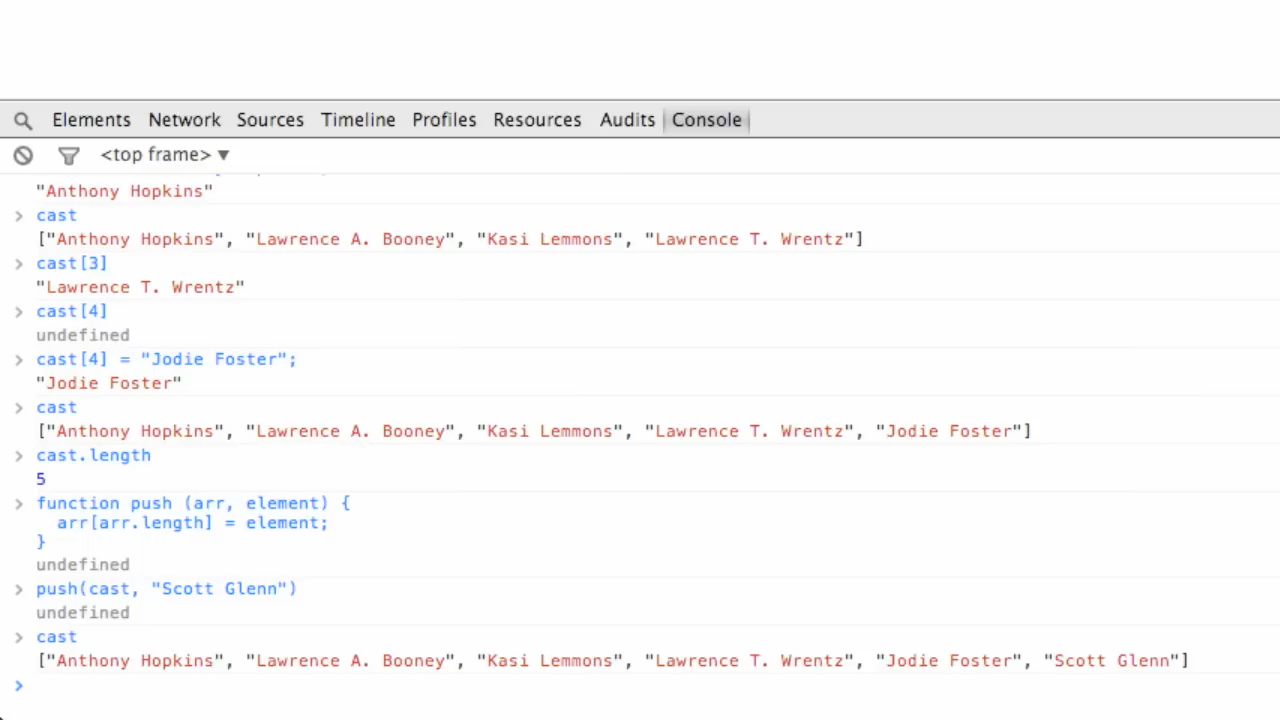 Elements Network Sources Timeline Profiles Resources Audits Console
<top frame> ▼
"Anthony Hopkins"
> cast
["Anthony Hopkins", "Lawrence A. Booney", "Kasi Lemmons", "Lawrence T. Wrentz"]
> cast[3]
"Lawrence T. Wrentz"
> cast[4]
undefined
> cast[4] = "Jodie Foster";
"Jodie Foster"
> cast
["Anthony Hopkins", "Lawrence A. Booney", "Kasi Lemmons", "Lawrence T. Wrentz", "Jodie Foster"]
> cast.length
5
> function push (arr, element) {
arr[arr.length] = element;
}
undefined
> push(cast, "Scott Glenn")
undefined
> cast
["Anthony Hopkins", "Lawrence A. Booney", "Kasi Lemmons", "Lawrence T. Wrentz", "Jodie Foster", "Scott Glenn"]
>